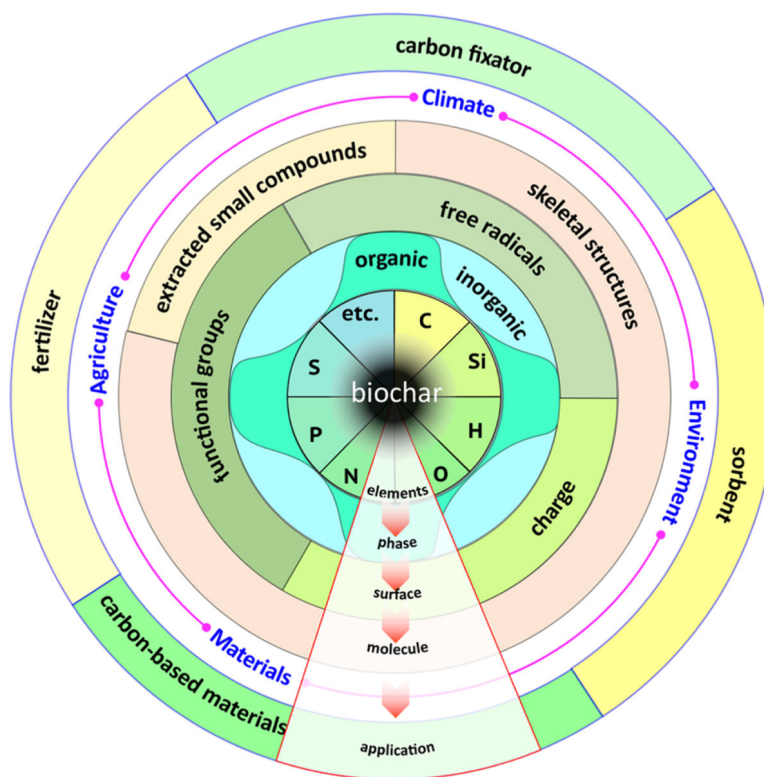 carbon fixator
Climate
extracted small compounds
skeletal structures
free radicals
organic
inorganic
fertilizer
Agriculture
functional groups
etc.
C
S
Si
biochar
P
H
N
O
Environment
sorbent
charge
elements
phase
surface
molecule
Materials
carbon-based materials
application